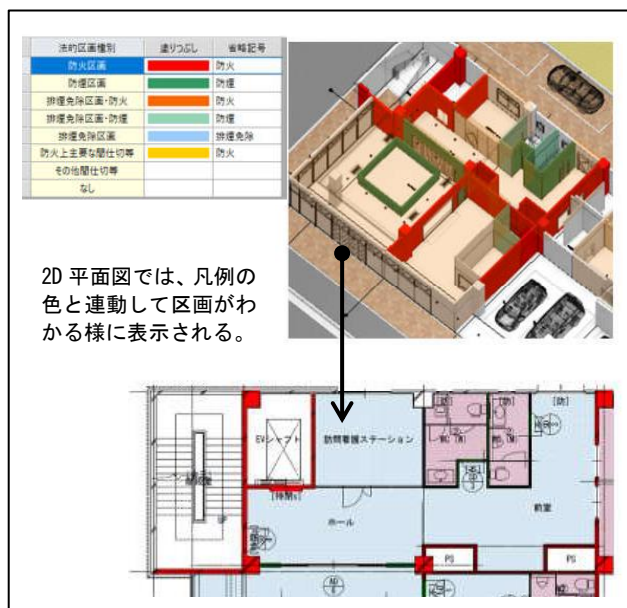 法的区画種別 塗りつぶし 省略記号
防火区画 防火
防煙区画 防煙
排煙免除区画・防火 防火
排煙免除区画・防煙 防煙
排煙免除区画 排煙免除
防火上主要な間仕切等 防火
その他間仕切等
なし
2D 平面図では、凡例の
色と連動して区画がわ
かる様に表示される。
[防]
[防]
[防]
EVシャフト
訪問看護ステーション
UP
ホール
前室
PS
PS